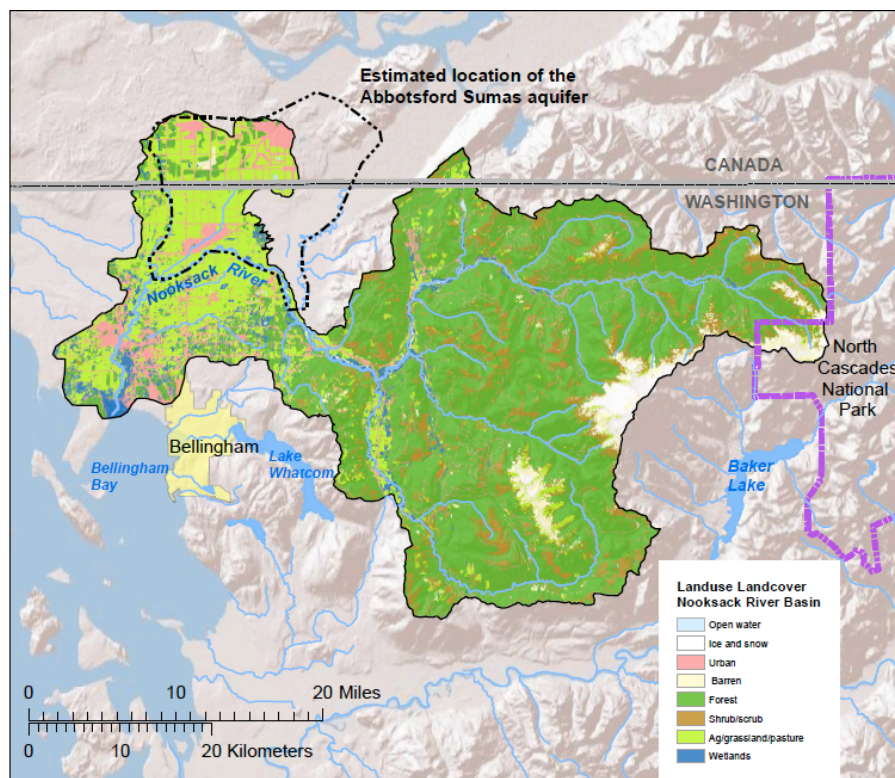 Estimated location of the
Abbotsford Sumas aquifer
CANADA
WASHINGTON
Nooksack River
North
Cascades
National
Park
Bellingham
Bellingham
Bay
Lake
Whatcom
Baker
Lake
Landuse Landcover
Nooksack River Basin
Open water
Ice and snow
Urban
Barren
Forest
Shrub/scrub
Ag/grassland/pasture
Wetlands
0 10 20 Miles
0 10 20 Kilometers